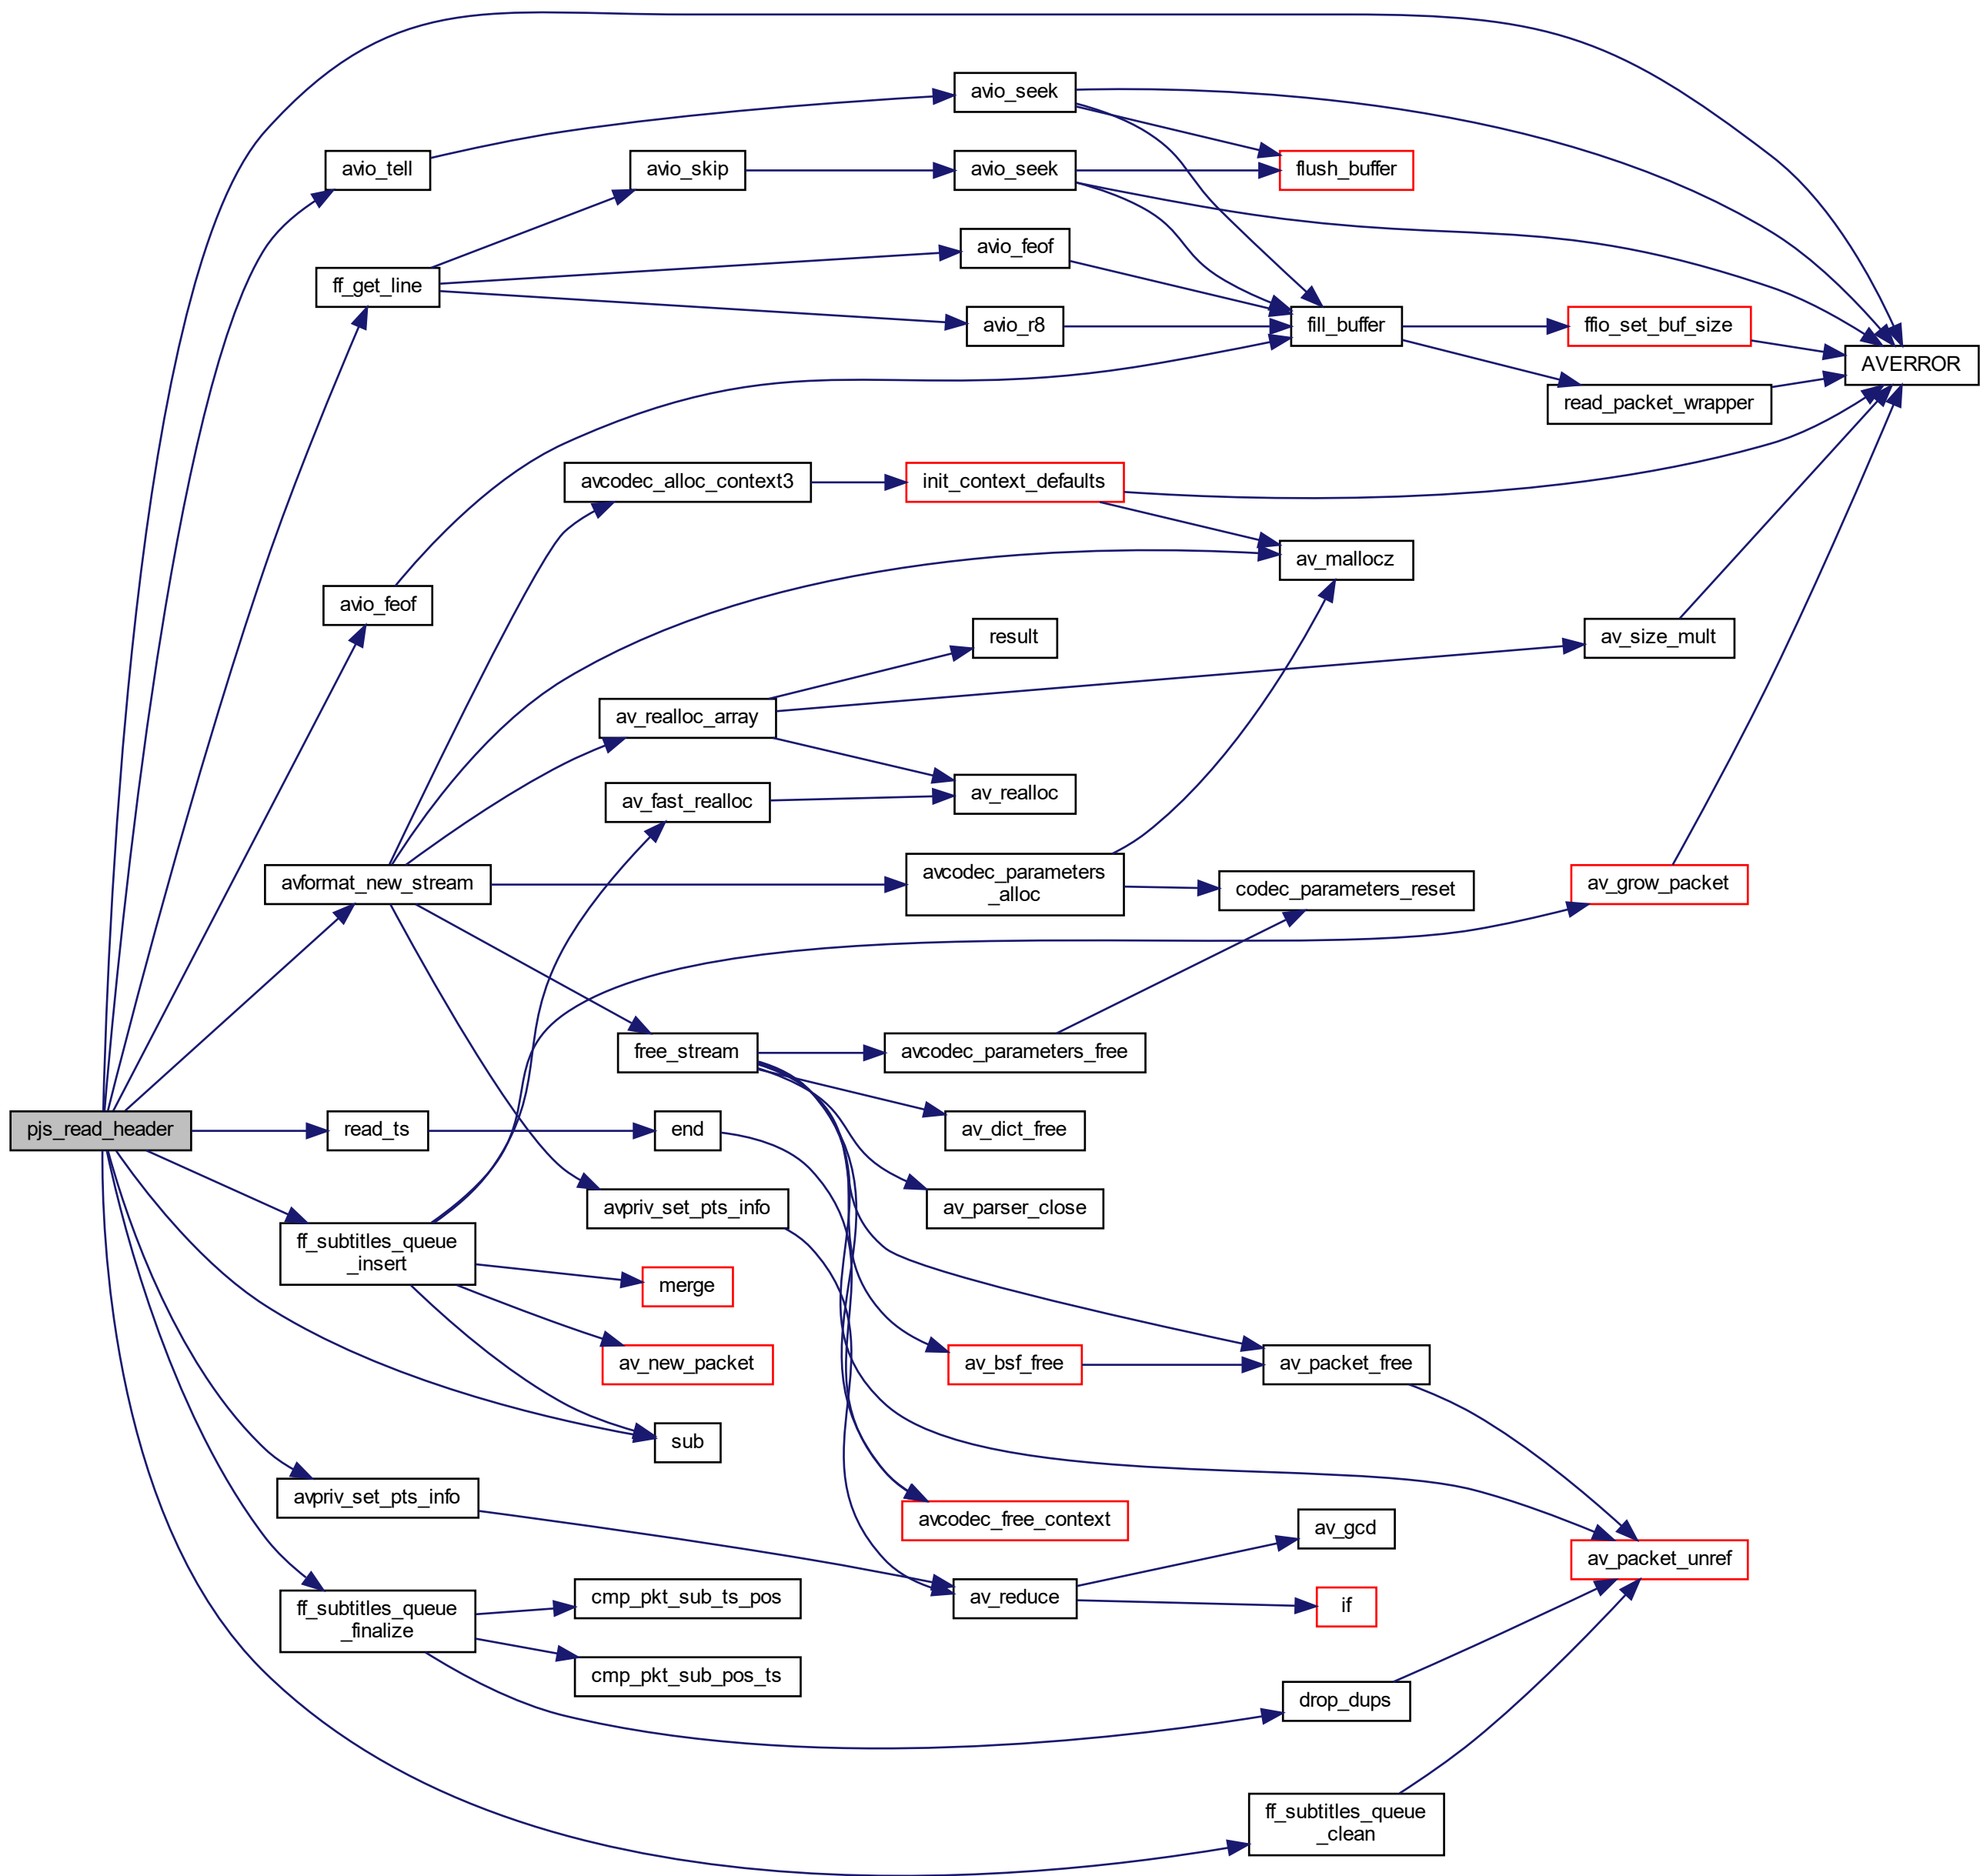 avio_seek
avio_tell
avio_skip
avio_seek
flush_buffer
avio_feof
ff_get_line
avio_r8
fill_buffer
ffio_set_buf_size
AVERROR
read_packet_wrapper
avcodec_alloc_context3
init_context_defaults
av_mallocz
avio_feof
result
av_size_mult
av_realloc_array
av_fast_realloc
av_realloc
avformat_new_stream
avcodec_parameters
_alloc
codec_parameters_reset
av_grow_packet
free_stream
avcodec_parameters_free
pjs_read_header
read_ts
end
av_dict_free
avpriv_set_pts_info
av_parser_close
ff_subtitles_queue
_insert
merge
av_new_packet
av_bsf_free
av_packet_free
sub
avpriv_set_pts_info
avcodec_free_context
av_gcd
av_packet_unref
ff_subtitles_queue
_finalize
cmp_pkt_sub_ts_pos
av_reduce
if
cmp_pkt_sub_pos_ts
drop_dups
ff_subtitles_queue
_clean